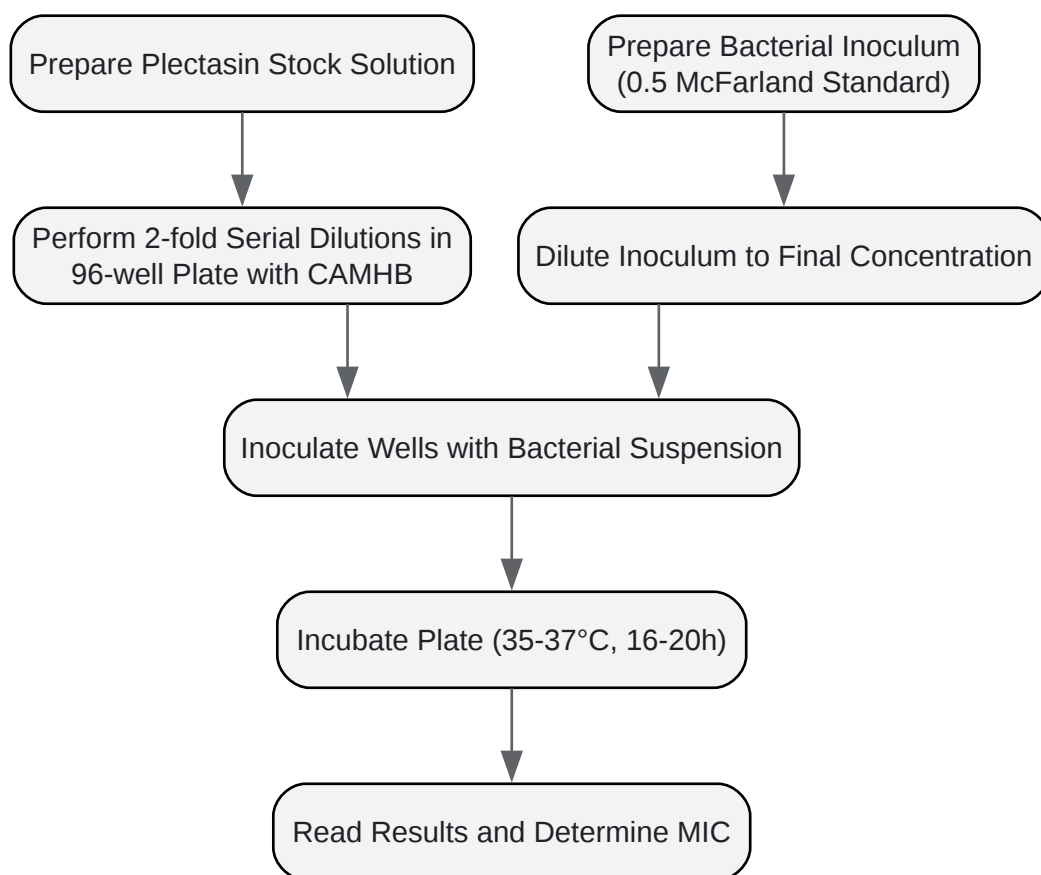 Prepare Plectasin Stock Solution
Prepare Bacterial Inoculum
(0.5 McFarland Standard)
Perform 2-fold Serial Dilutions in
96-well Plate with CAMHB
Dilute Inoculum to Final Concentration
Inoculate Wells with Bacterial Suspension
Incubate Plate (35-37°C, 16-20h)
Read Results and Determine MIC